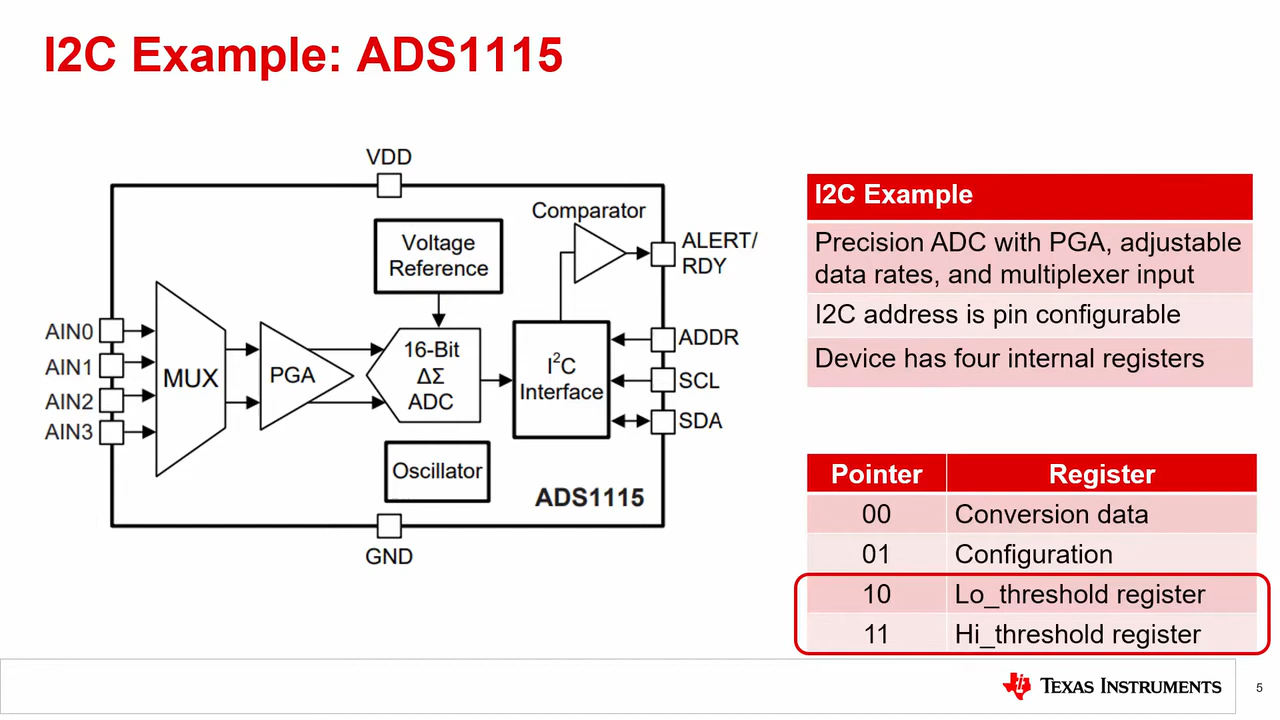 I2C Example: ADS1115
VDD
Comparator
Voltage
Reference
ALERT/
RDY
AIN0
AIN1
AIN2
AIN3
MUX
PGA
16-Bit
ΔΣ
ADC
I²C
Interface
ADDR
SCL
SDA
Oscillator
ADS1115
GND
I2C Example
Precision ADC with PGA, adjustable
data rates, and multiplexer input
I2C address is pin configurable
Device has four internal registers
Pointer Register
00 Conversion data
01 Configuration
10 Lo_threshold register
11 Hi_threshold register
TEXAS INSTRUMENTS
5